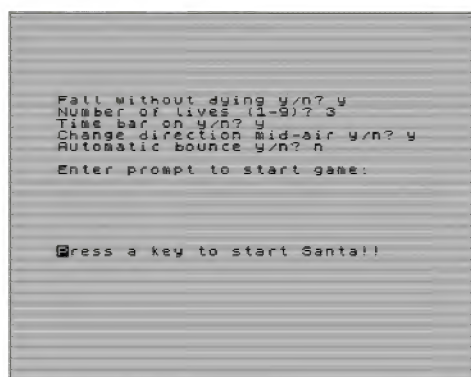 Fall without dying y/n? y
Number of lives (1-9)? 3
Time bar on y/n? y
Change direction mid-air y/n? y
Automatic bounce y/n? n
Enter prompt to start game:
Press a key to start Santa!!